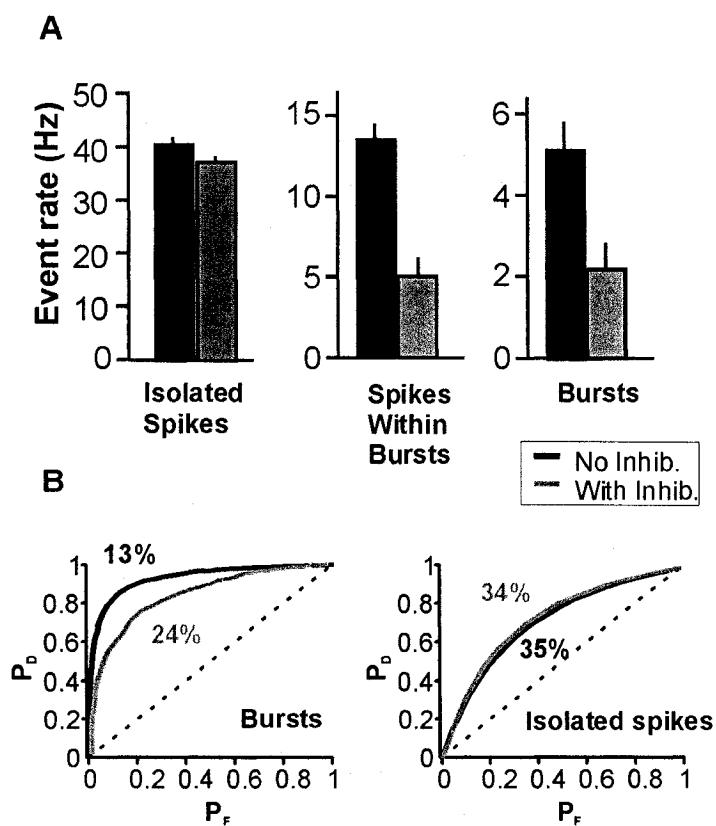 A
Event rate (Hz)
50
40
30
20
10
0
Isolated
Spikes
15
10
5
0
Spikes
Within
Bursts
6
4
2
0
Bursts
No Inhib.
With Inhib.
B
P_D
1
0.8
0.6
0.4
0.2
0
13%
24%
Bursts
0 0.2 0.4 0.6 0.8 1
P_F
P_D
1
0.8
0.6
0.4
0.2
0
34%
35%
Isolated spikes
0 0.2 0.4 0.6 0.8 1
P_F